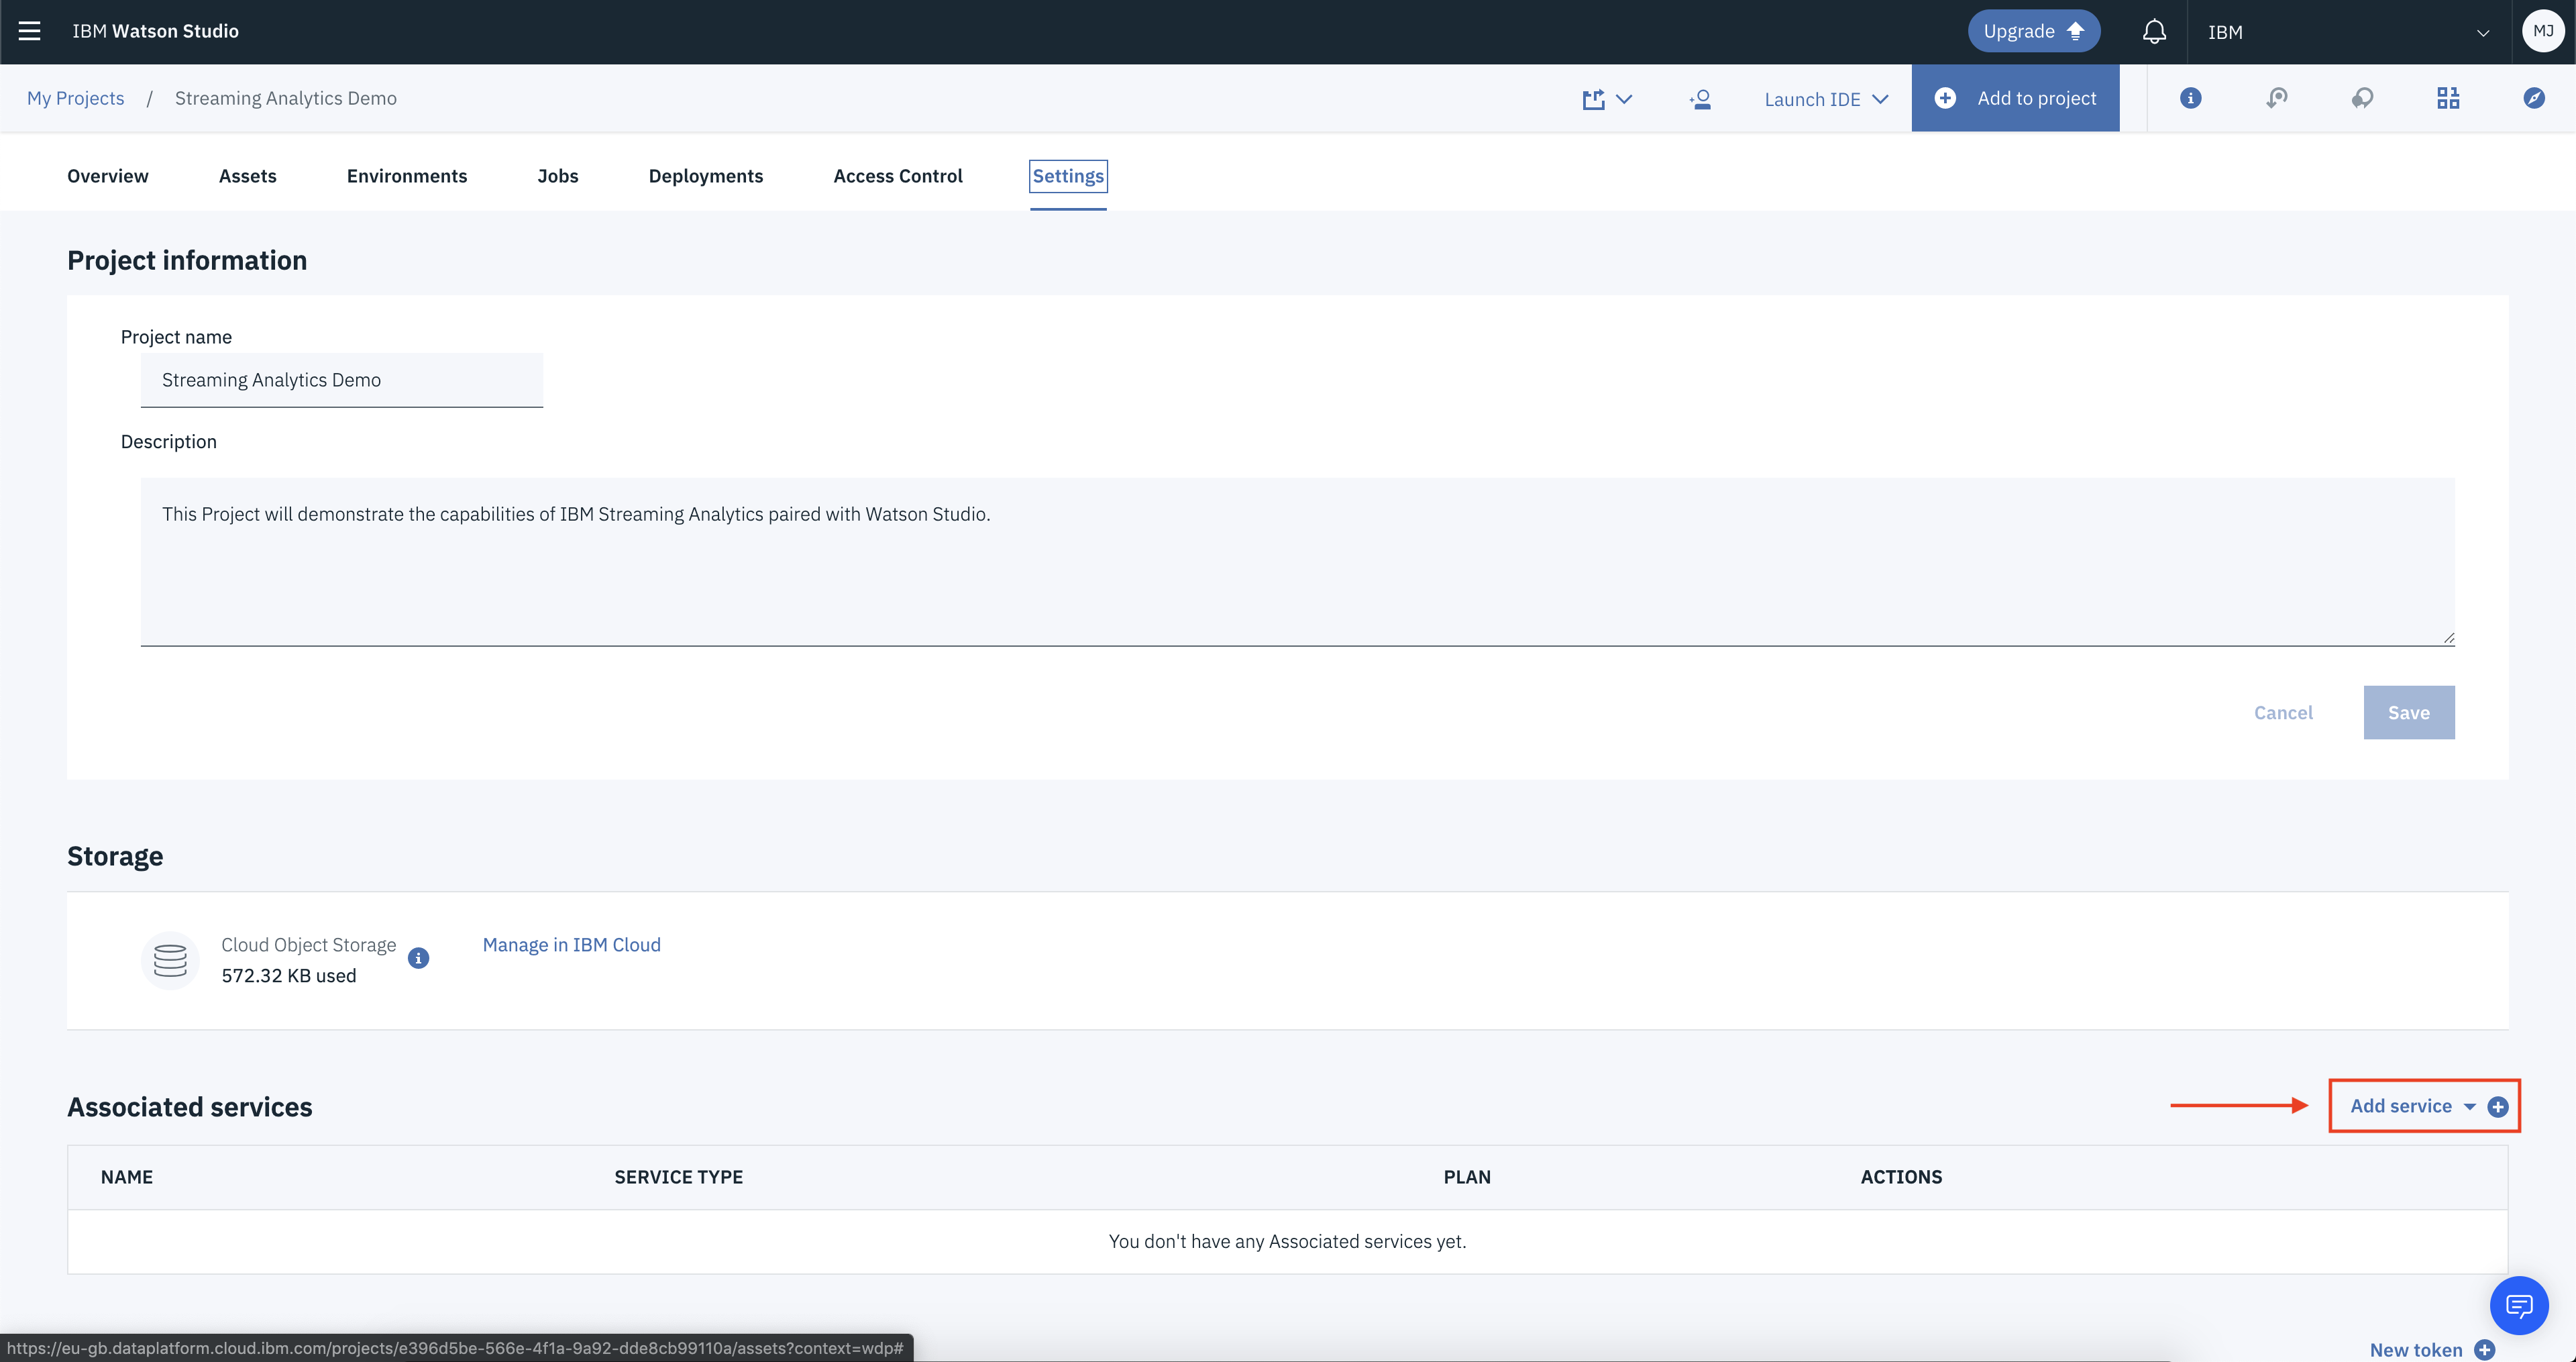 IBM Watson Studio
Upgrade
IBM
MJ
My Projects / Streaming Analytics Demo
Launch IDE
Add to project
Overview
Assets
Environments
Jobs
Deployments
Access Control
Settings
Project information
Project name
Streaming Analytics Demo
Description
This Project will demonstrate the capabilities of IBM Streaming Analytics paired with Watson Studio.
Cancel
Save
Storage
Cloud Object Storage
572.32 KB used
Manage in IBM Cloud
Associated services
Add service
NAME
SERVICE TYPE
PLAN
ACTIONS
You don't have any Associated services yet.
https://eu-gb.dataplatform.cloud.ibm.com/projects/e396d5be-566e-4f1a-9a92-dde8cb99110a/assets?context=wdp#
New token